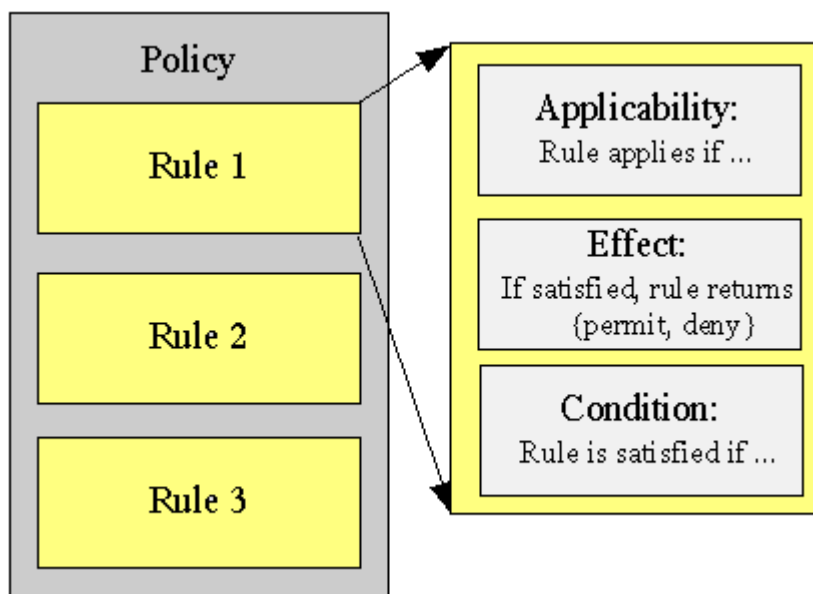 Policy
Rule 1
Rule 2
Rule 3
Applicability:
Rule applies if ...
Effect:
If satisfied, rule returns
{permit, deny}
Condition:
Rule is satisfied if ...